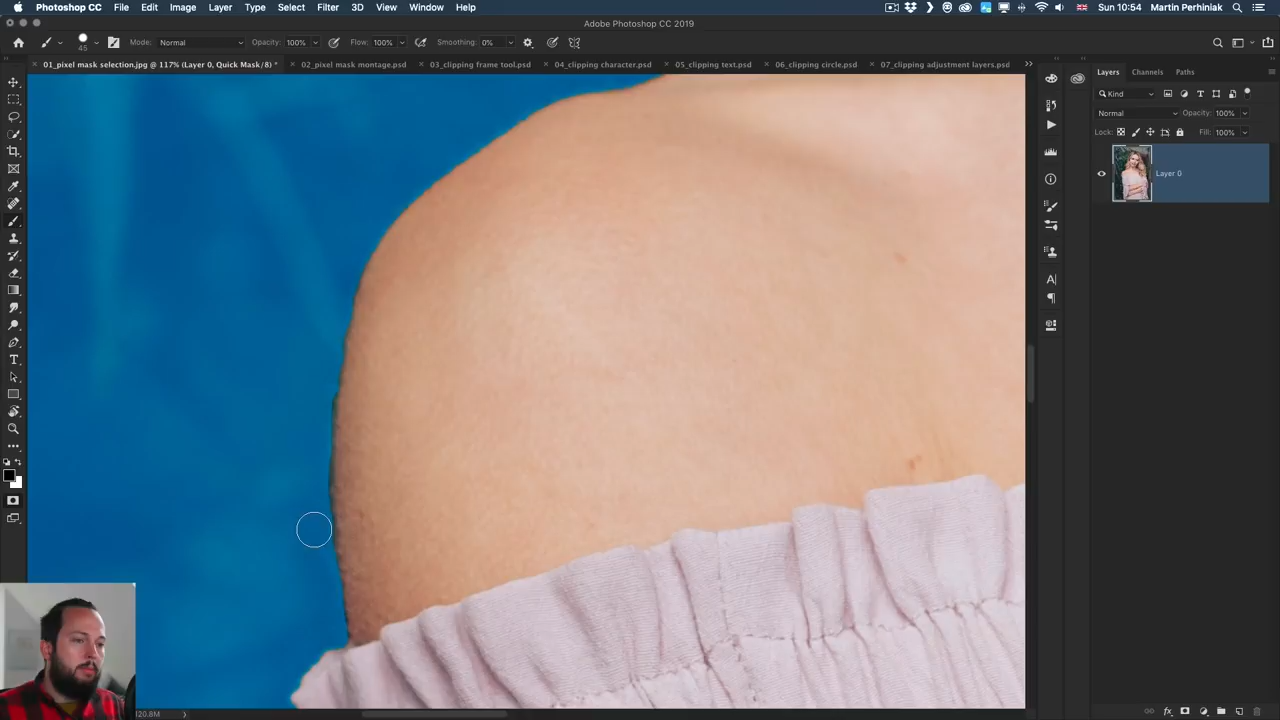 Photoshop CC File Edit Image Layer Type Select Filter 3D View Window Help 10:54 Martin Perhiniak
Adobe Photoshop CC 2019
45 Mode: Normal Opacity: 100% Flow: 100% Smoothing: 0%
01_pixel mask selection.jpg @ 117% (Layer 0, Quick Mask/8) * 02_pixel mask montage.psd 03_clipping frame tool.psd 04_clipping character.psd 05_clipping text.psd 06_clipping circle.psd 07_clipping adjustment layers.psd
Layers Channels Paths
Kind
Normal Opacity: 100%
Lock: Fill: 100%
Layer 0
120.8M